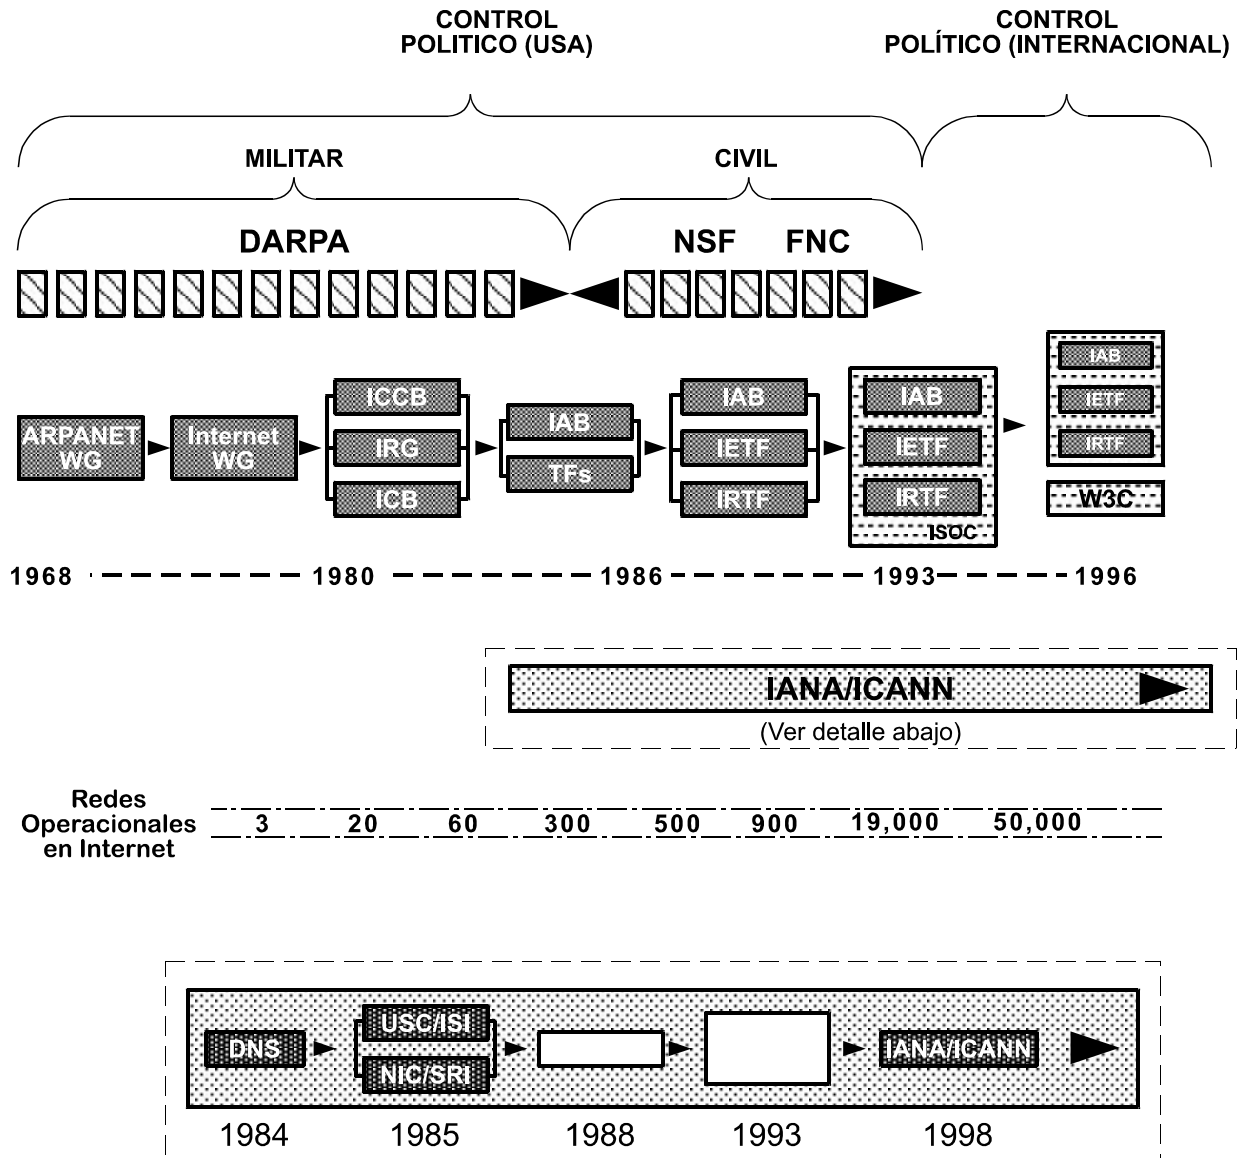 CONTROL
POLITICO (USA)
CONTROL
POLÍTICO (INTERNACIONAL)
MILITAR
CIVIL
DARPA
NSF
FNC
ARPANET
WG
Internet
WG
ICCB
IRG
ICB
IAB
TFs
IAB
IETF
IRTF
IAB
IETF
IRTF
ISOC
IAB
IETF
IRTF
W3C
1968
1980
1986
1993
1996
IANA/ICANN
(Ver detalle abajo)
Redes
Operacionales
en Internet
3 20 60 300 500 900 19,000 50,000
DNS
USC/ISI
NIC/SRI
IANA/ICANN
1984
1985
1988
1993
1998